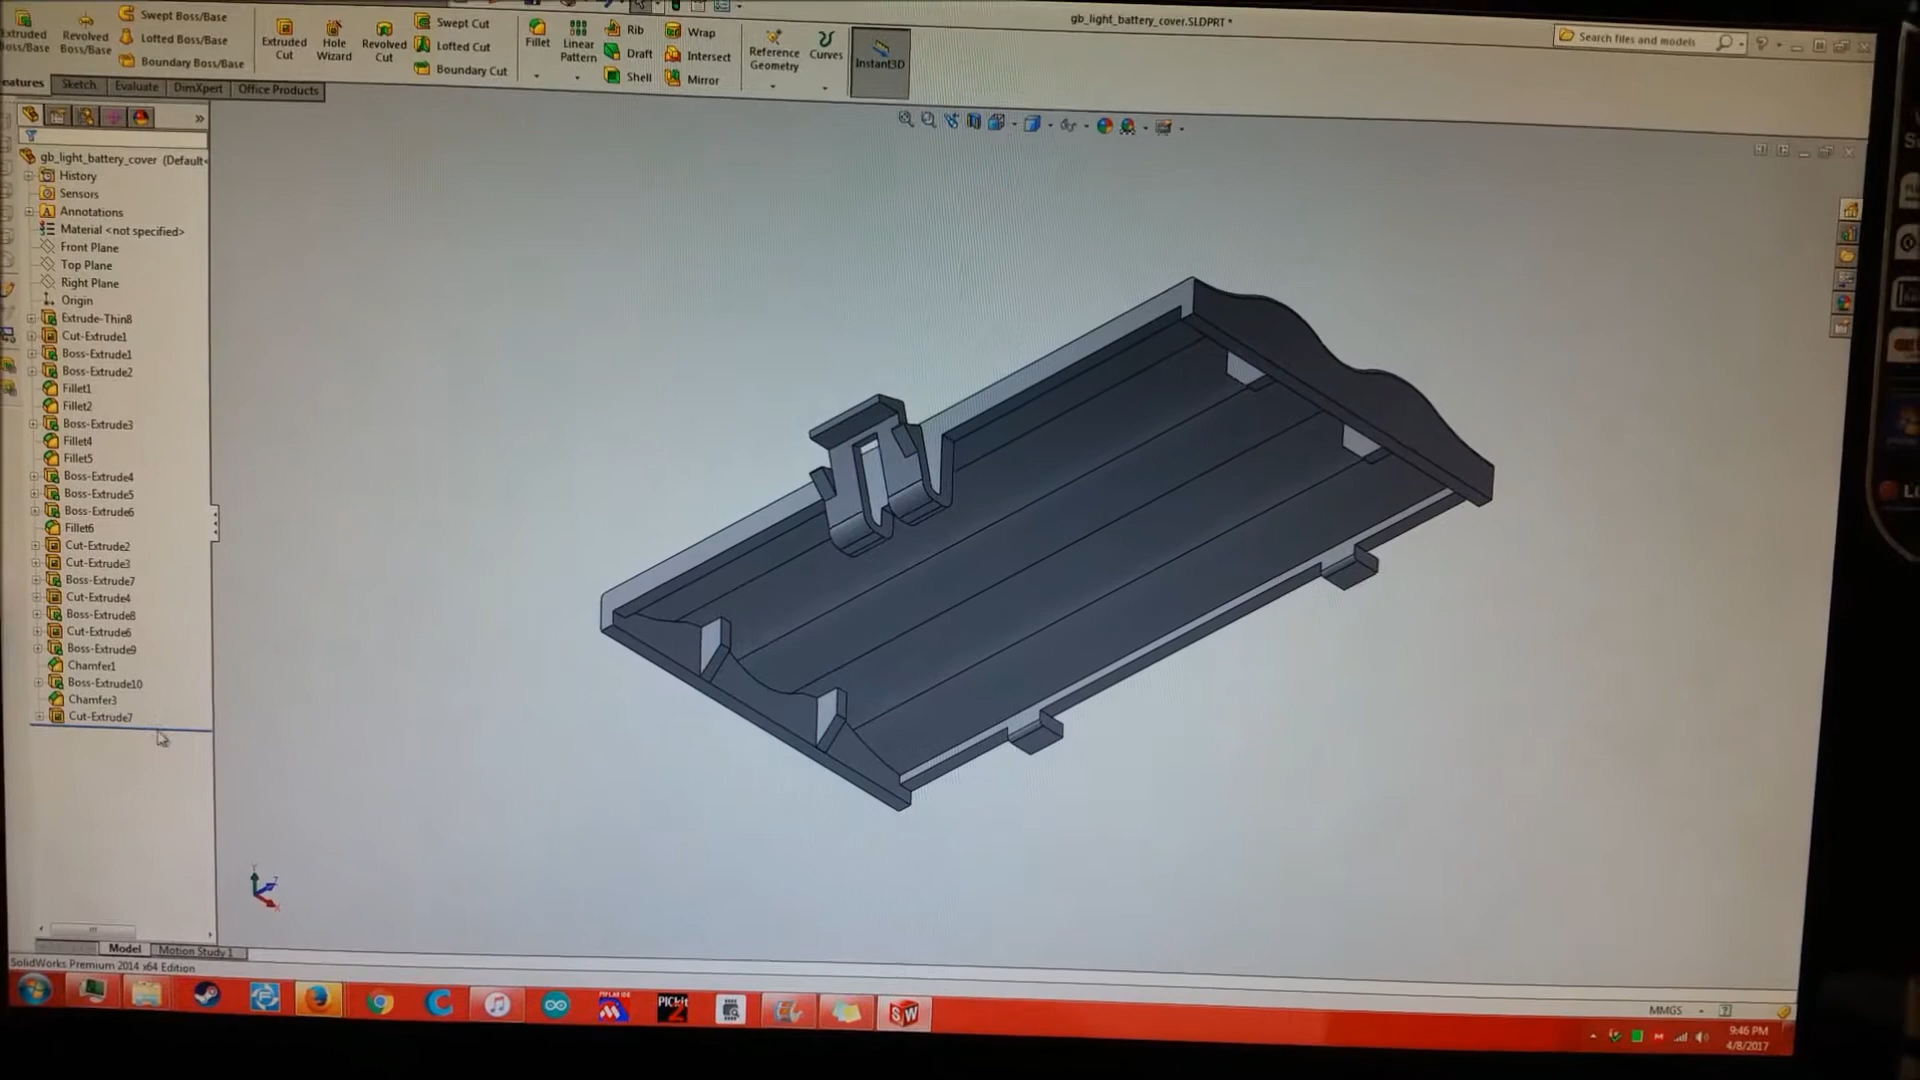 gb_light_battery_cover.SLDPRT *
Search files and models
Extruded
Boss/Base
Revolved
Boss/Base
Swept Boss/Base
Lofted Boss/Base
Boundary Boss/Base
Extruded
Cut
Hole
Wizard
Revolved
Cut
Swept Cut
Lofted Cut
Boundary Cut
Fillet
Linear
Pattern
Rib
Draft
Shell
Wrap
Intersect
Mirror
Reference
Geometry
Curves
Instant3D
atures
Sketch
Evaluate
DimXpert
Office Products
gb_light_battery_cover (Default<
History
Sensors
Annotations
Material <not specified>
Front Plane
Top Plane
Right Plane
Origin
Extrude-Thin8
Cut-Extrude1
Boss-Extrude1
Boss-Extrude2
Fillet1
Fillet2
Boss-Extrude3
Fillet4
Fillet5
Boss-Extrude4
Boss-Extrude5
Boss-Extrude6
Fillet6
Cut-Extrude2
Cut-Extrude3
Boss-Extrude7
Cut-Extrude4
Boss-Extrude8
Cut-Extrude6
Boss-Extrude9
Chamfer1
Boss-Extrude10
Chamfer3
Cut-Extrude7
Model
Motion Study 1
SolidWorks Premium 2014 x64 Edition
MMGS
MPLAB IDE
PICkit
2
SW
9:46 PM
4/8/2017